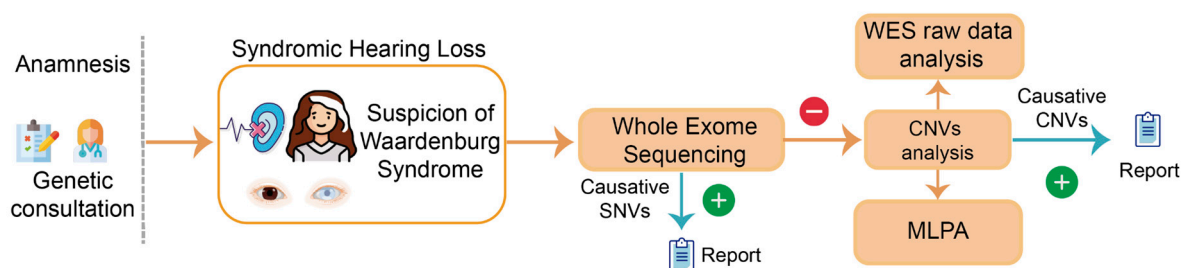 Anamnesis
Genetic
consultation
Syndromic Hearing Loss
Suspicion of
Waardenburg
Syndrome
Whole Exome
Sequencing
Causative
SNVs
Report
WES raw data
analysis
CNVs
analysis
MLPA
Causative
CNVs
Report